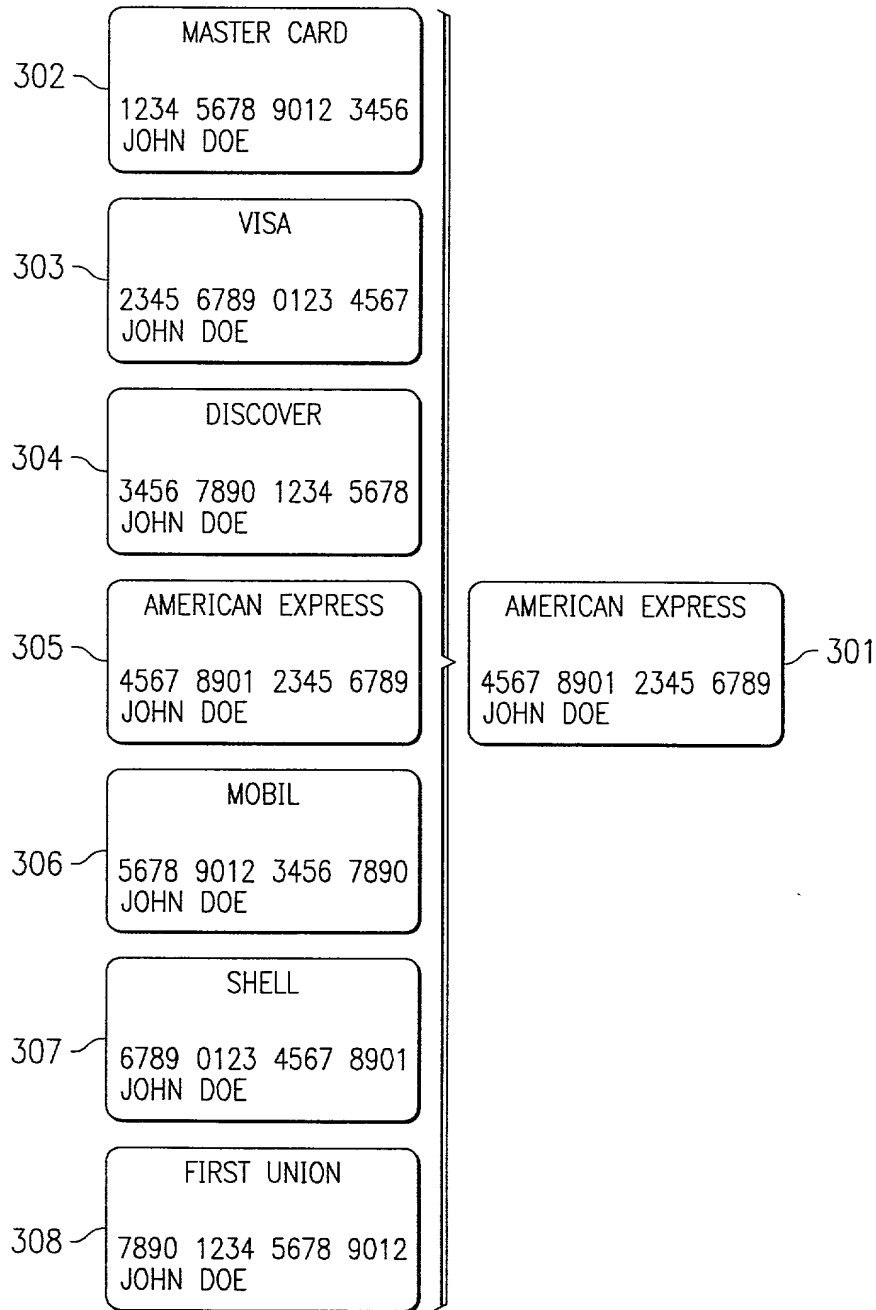 MASTER CARD
302
1234 5678 9012 3456
JOHN DOE
VISA
303
2345 6789 0123 4567
JOHN DOE
DISCOVER
304
3456 7890 1234 5678
JOHN DOE
AMERICAN EXPRESS
305
4567 8901 2345 6789
JOHN DOE
AMERICAN EXPRESS
301
4567 8901 2345 6789
JOHN DOE
MOBIL
306
5678 9012 3456 7890
JOHN DOE
SHELL
307
6789 0123 4567 8901
JOHN DOE
FIRST UNION
308
7890 1234 5678 9012
JOHN DOE